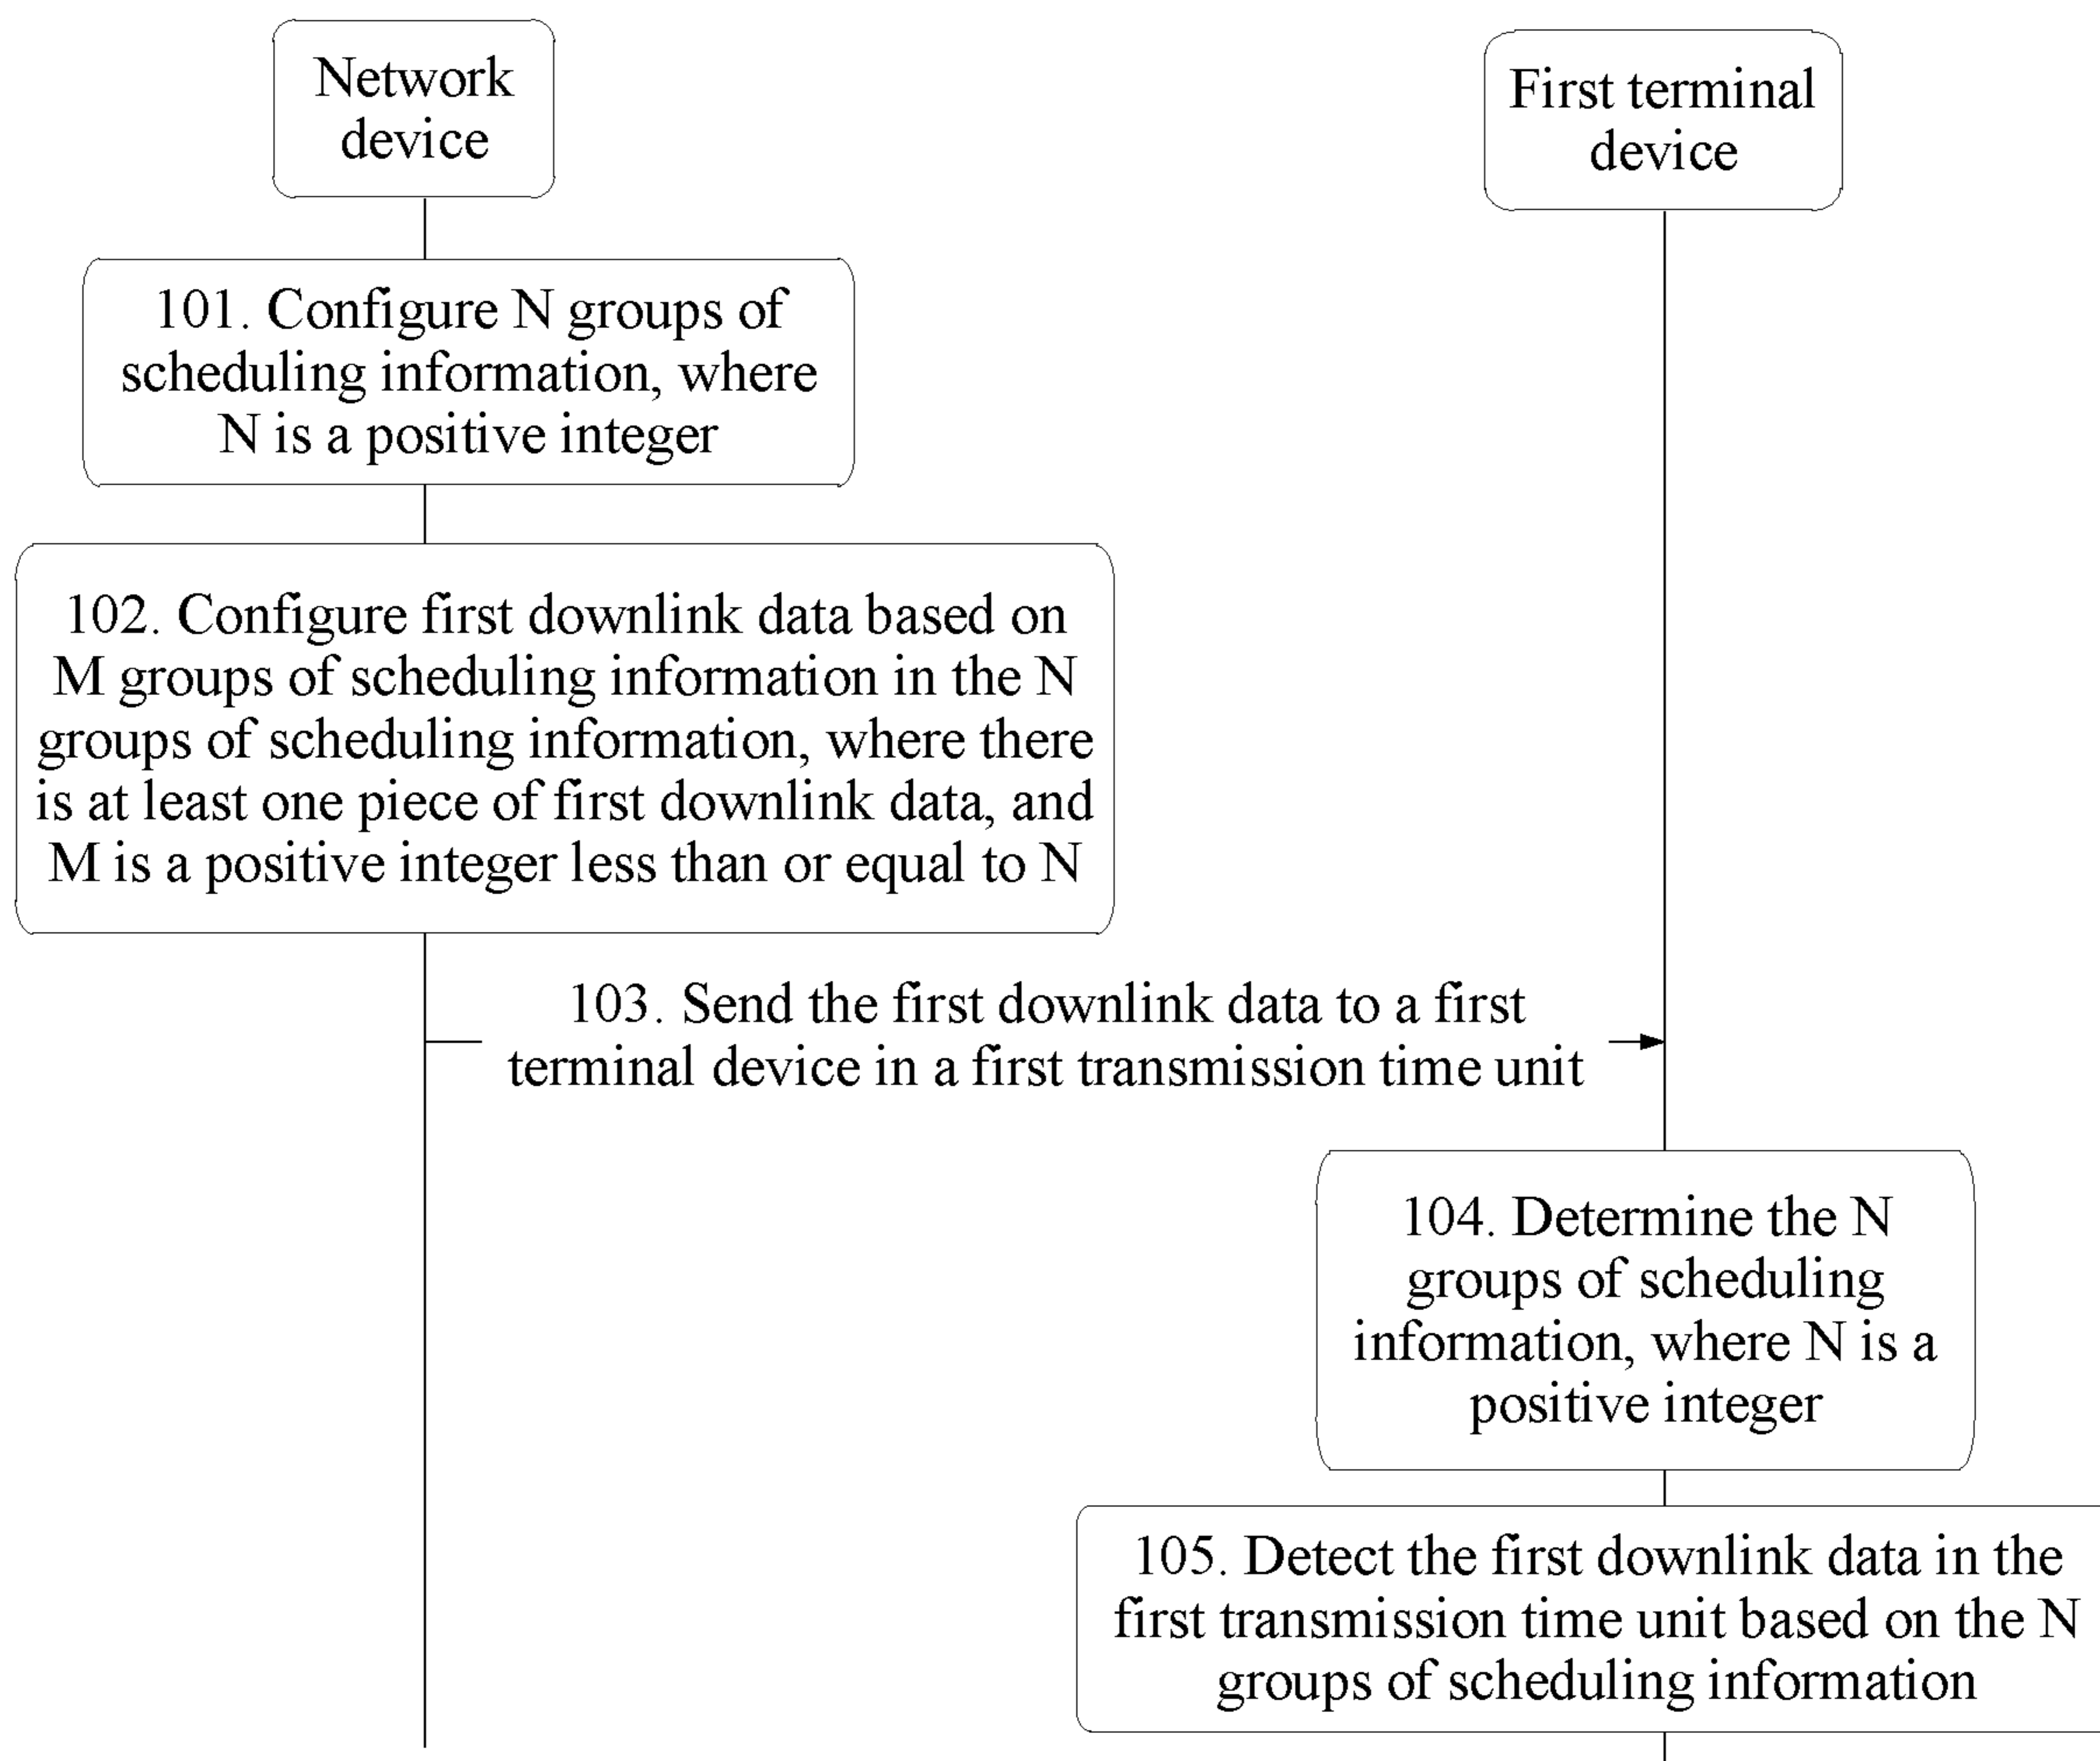 Network
device
First terminal
device
101. Configure N groups of
scheduling information, where
N is a positive integer
102. Configure first downlink data based on
M groups of scheduling information in the N
groups of scheduling information, where there
is at least one piece of first downlink data, and
M is a positive integer less than or equal to N
103. Send the first downlink data to a first
terminal device in a first transmission time unit
104. Determine the N
groups of scheduling
information, where N is a
positive integer
105. Detect the first downlink data in the
first transmission time unit based on the N
groups of scheduling information